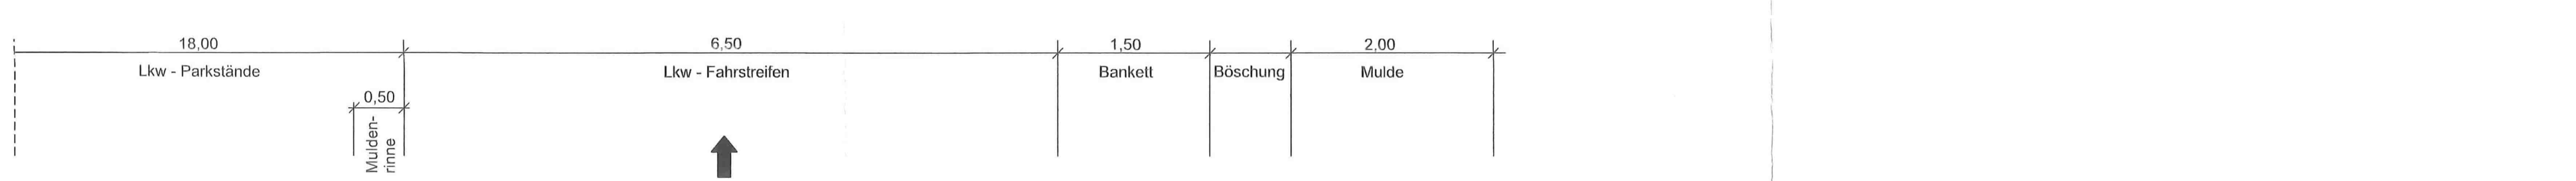 18,00
6,50
1,50
2,00
Lkw - Parkstände
Lkw - Fahrstreifen
Bankett
Böschung
Mulde
0,50
Mulden-
rinne